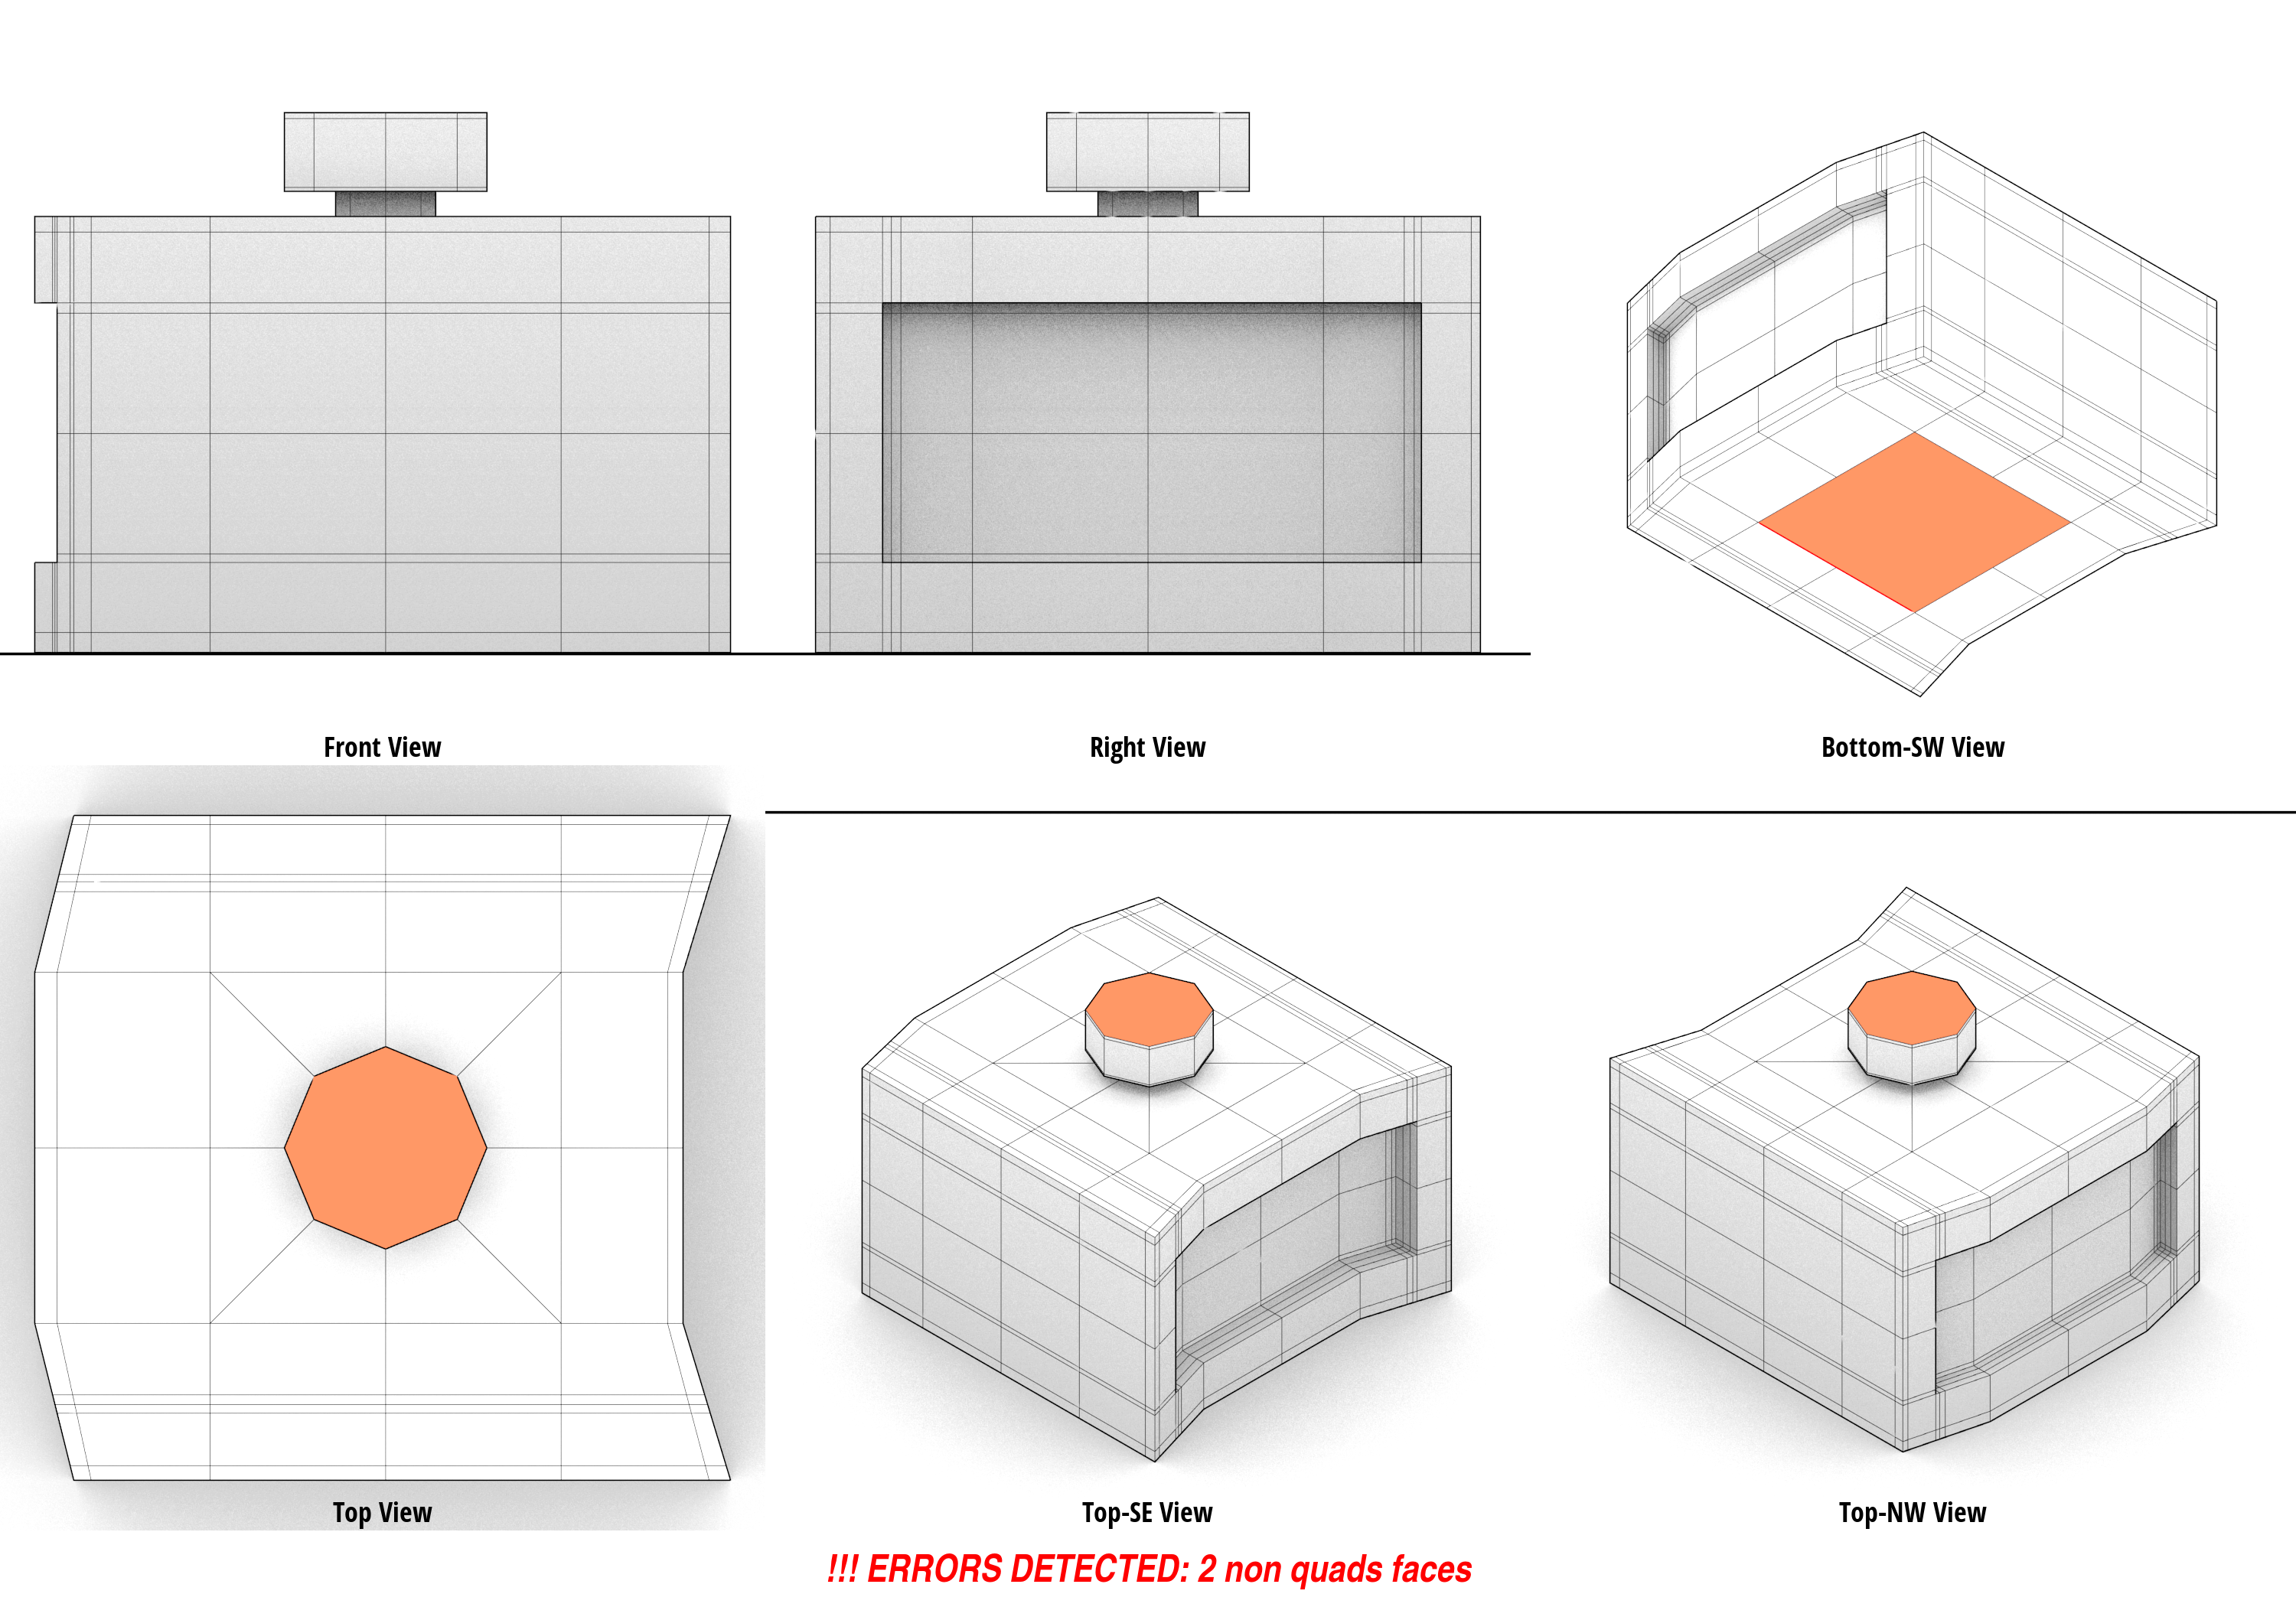 Front View
Right View
Bottom-SW View
Top View
Top-SE View
Top-NW View
!!! ERRORS DETECTED: 2 non quads faces